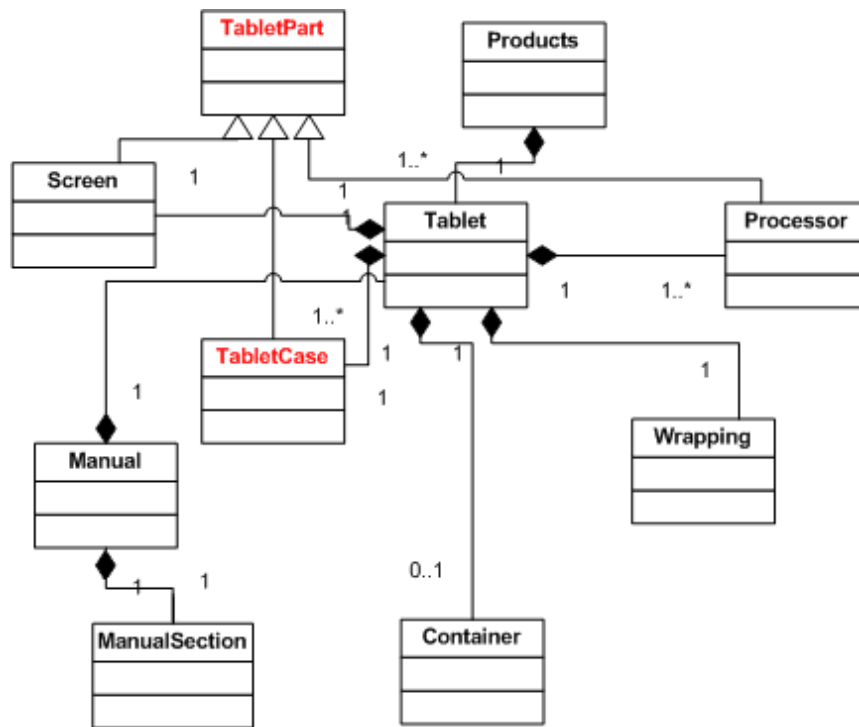 TabletPart
Products
1..*
1
Screen
1
1
1
Tablet
Processor
1
1..*
1..*
TabletCase
1
1
1
1
1
Manual
Wrapping
0..1
1
1
ManualSection
Container